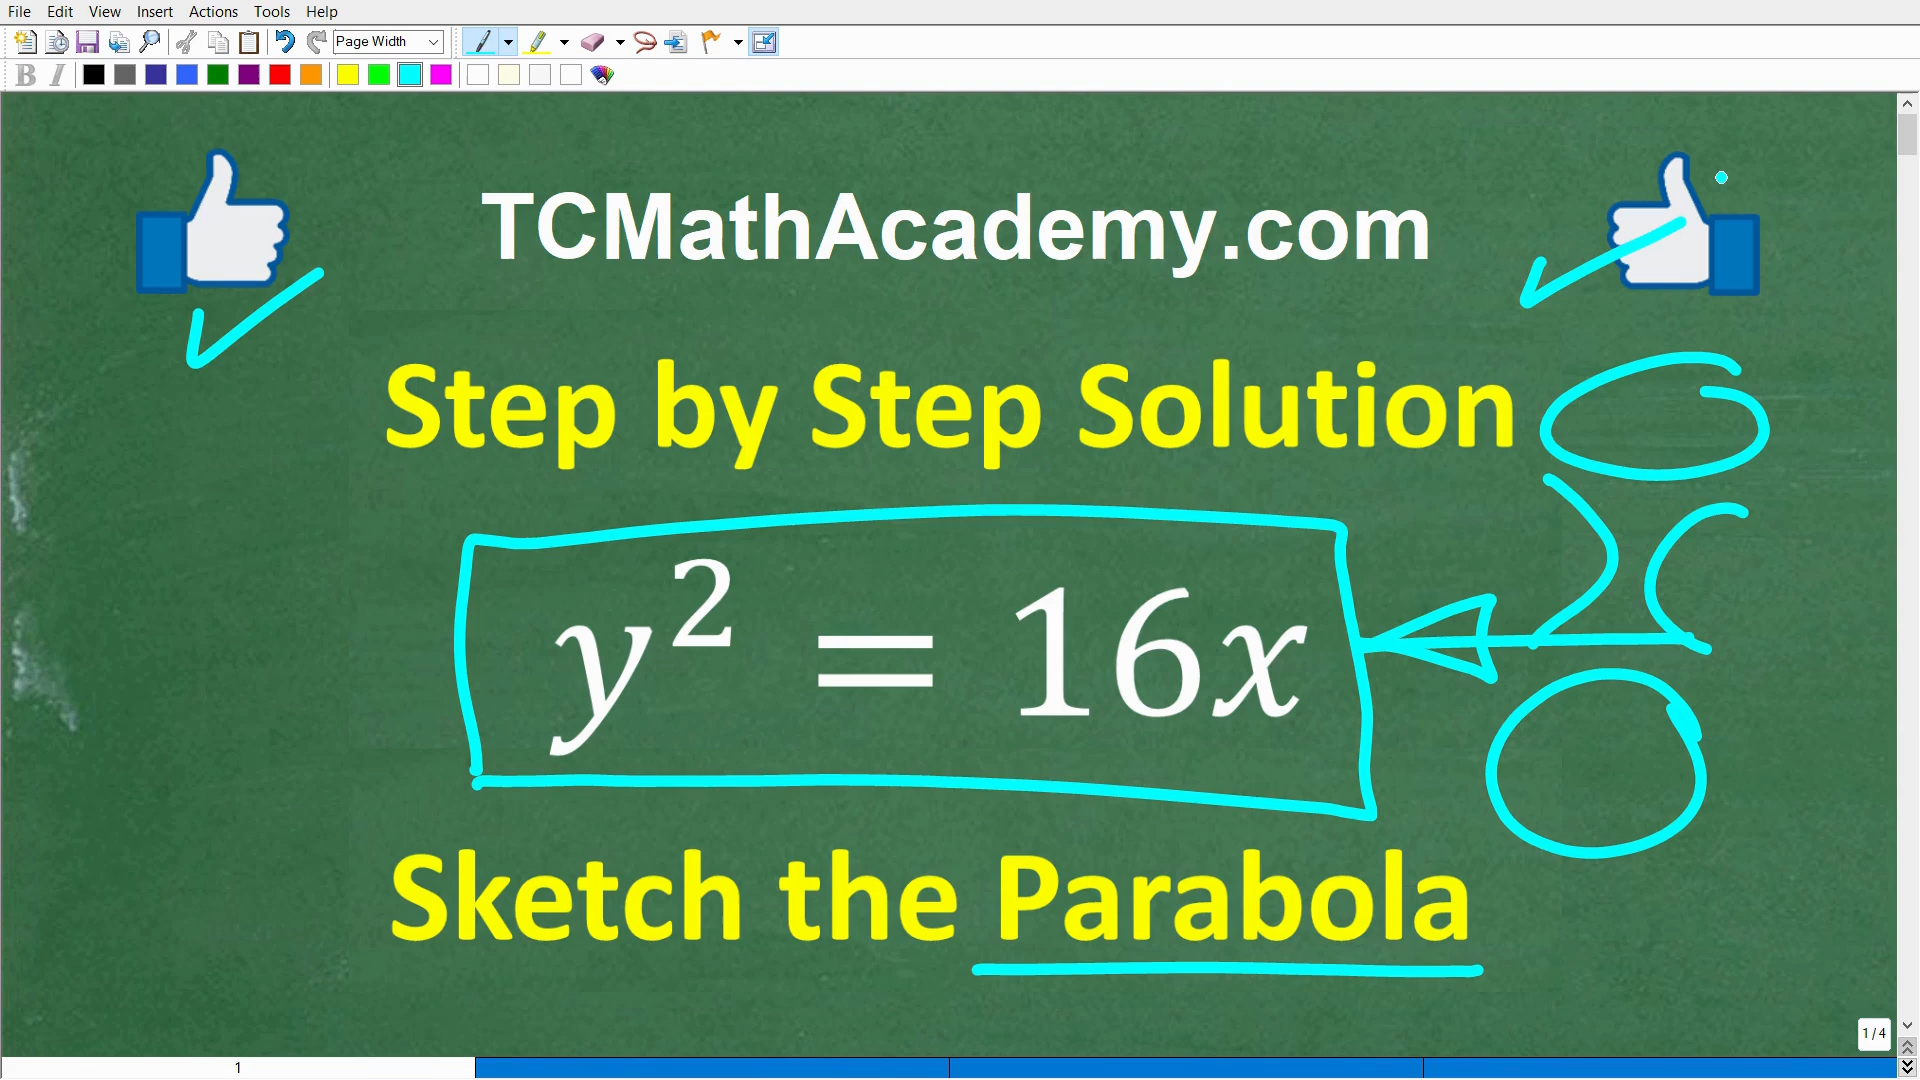 File Edit View Insert Actions Tools Help
Page Width
B I
TCMathAcademy.com
Step by Step Solution
y² = 16x
Sketch the Parabola
1 / 4
1